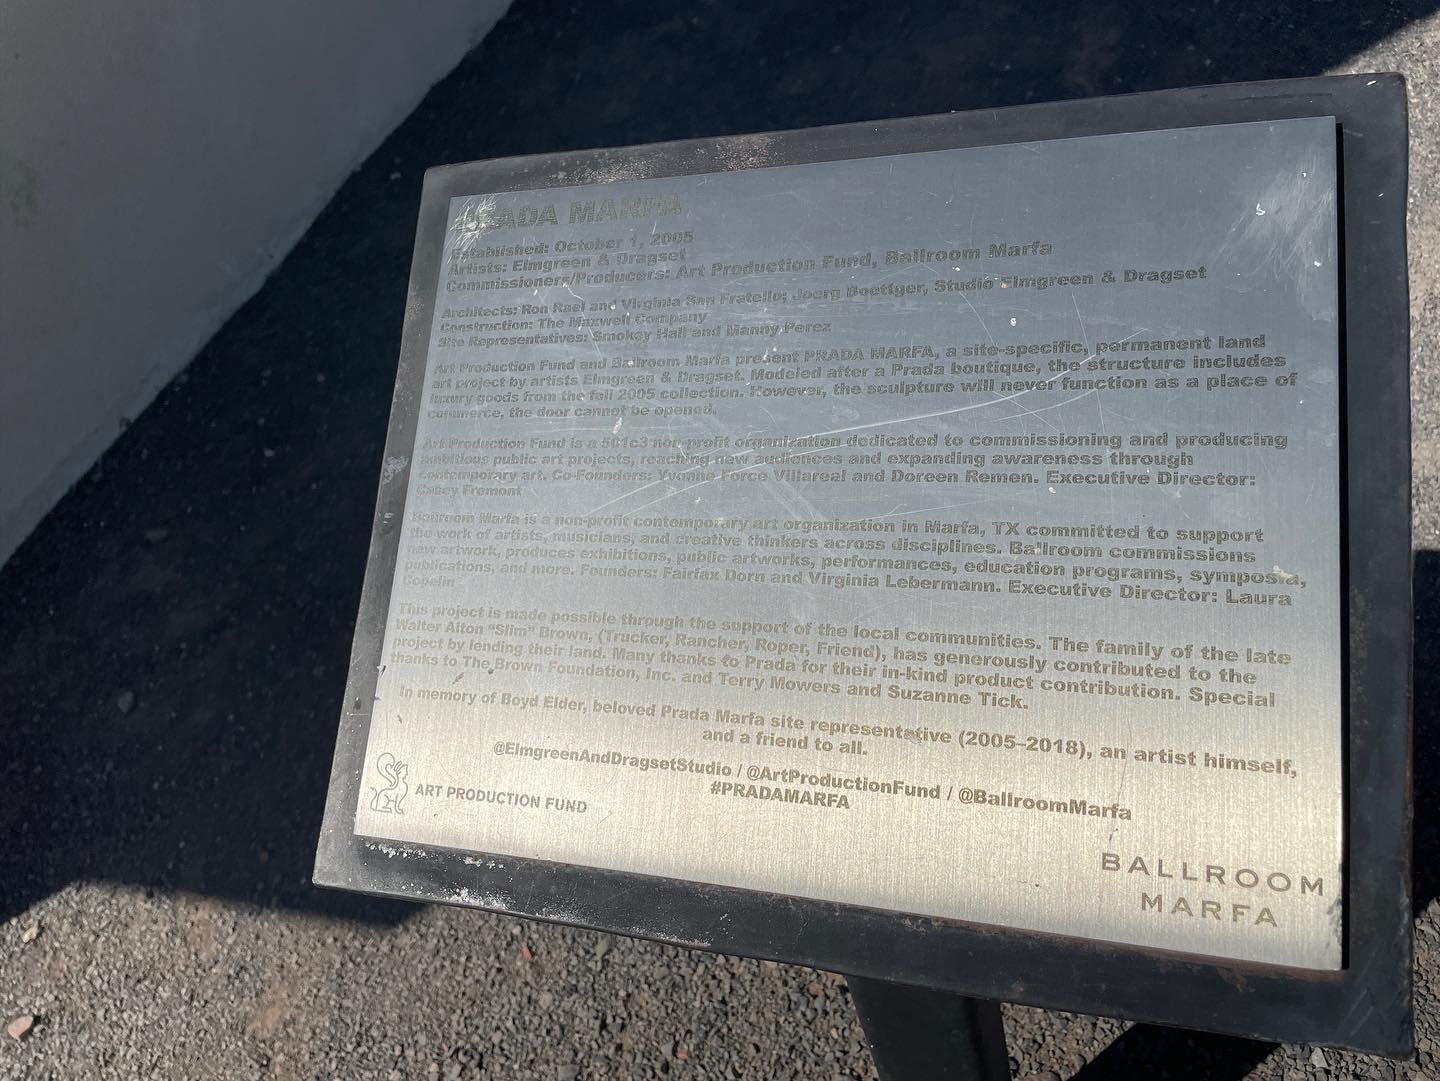 PRADA MARFA
Established: October 1, 2005
Artists: Elmgreen & Dragset
Commissioners/Producers: Art Production Fund, Ballroom Marfa
Architects: Ron Rael and Virginia San Fratello; Joerg Boettger, Studio Elmgreen & Dragset
Construction: The Maxwell Company
Site Representatives: Smokey Hall and Manny Perez
Art Production Fund and Ballroom Marfa present PRADA MARFA, a site-specific, permanent land
art project by artists Elmgreen & Dragset. Modeled after a Prada boutique, the structure includes
luxury goods from the fall 2005 collection. However, the sculpture will never function as a place of
commerce, the door cannot be opened.
Art Production Fund is a 501c3 non-profit organization dedicated to commissioning and producing
ambitious public art projects, reaching new audiences and expanding awareness through
contemporary art. Co-Founders: Yvonne Force Villareal and Doreen Remen. Executive Director:
Casey Fremont
Ballroom Marfa is a non-profit contemporary art organization in Marfa, TX committed to support
the work of artists, musicians, and creative thinkers across disciplines. Ballroom commissions
new artwork, produces exhibitions, public artworks, performances, education programs, symposia,
publications, and more. Founders: Fairfax Dorn and Virginia Lebermann. Executive Director: Laura
Copelin
This project is made possible through the support of the local communities. The family of the late
Walter Alton "Slim" Brown, (Trucker, Rancher, Roper, Friend), has generously contributed to the
project by lending their land. Many thanks to Prada for their in-kind product contribution. Special
thanks to The Brown Foundation, Inc. and Terry Mowers and Suzanne Tick.
In memory of Boyd Elder, beloved Prada Marfa site representative (2005–2018), an artist himself,
and a friend to all.
@ElmgreenAndDragsetStudio / @ArtProductionFund / @BallroomMarfa
#PRADAMARFA
ART PRODUCTION FUND
BALLROOM
MARFA